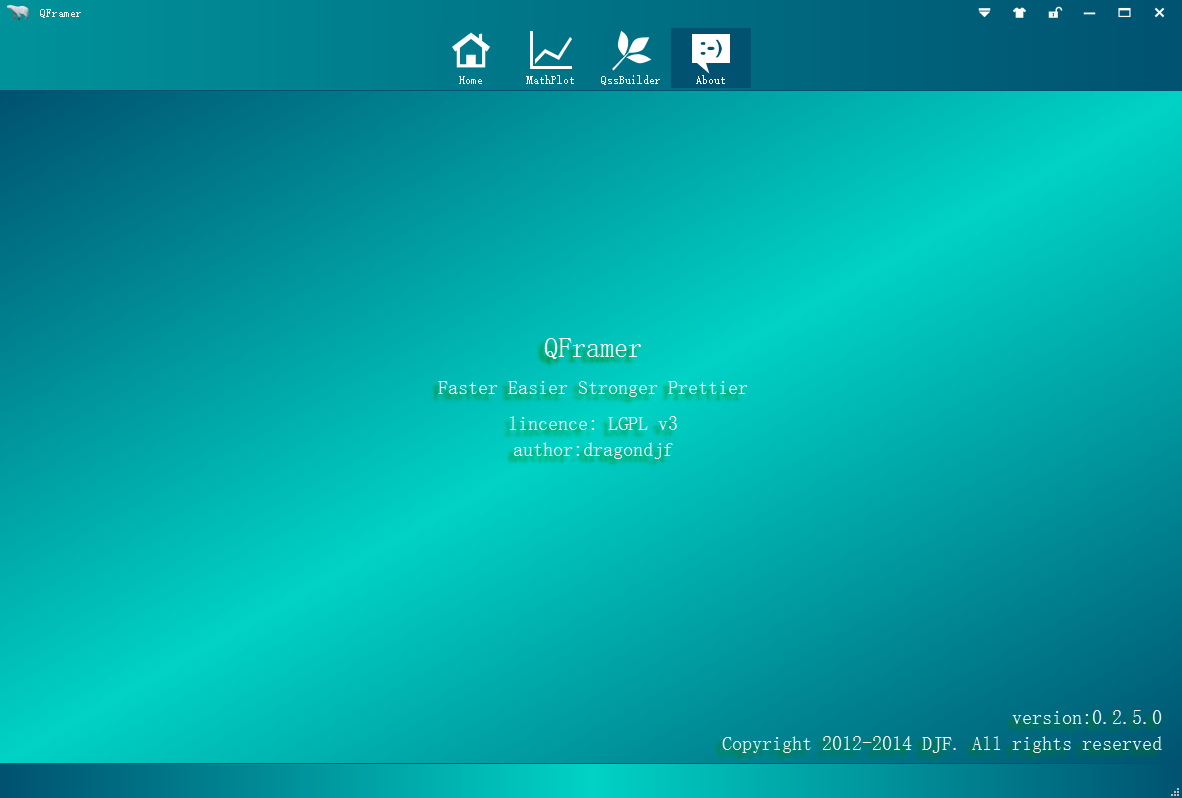 QFramer
Home
MathPlot
QssBuilder
:-)
About
QFramer
Faster Easier Stronger Prettier
lincence: LGPL v3
author:dragondjf
version:0.2.5.0
Copyright 2012-2014 DJF. All rights reserved